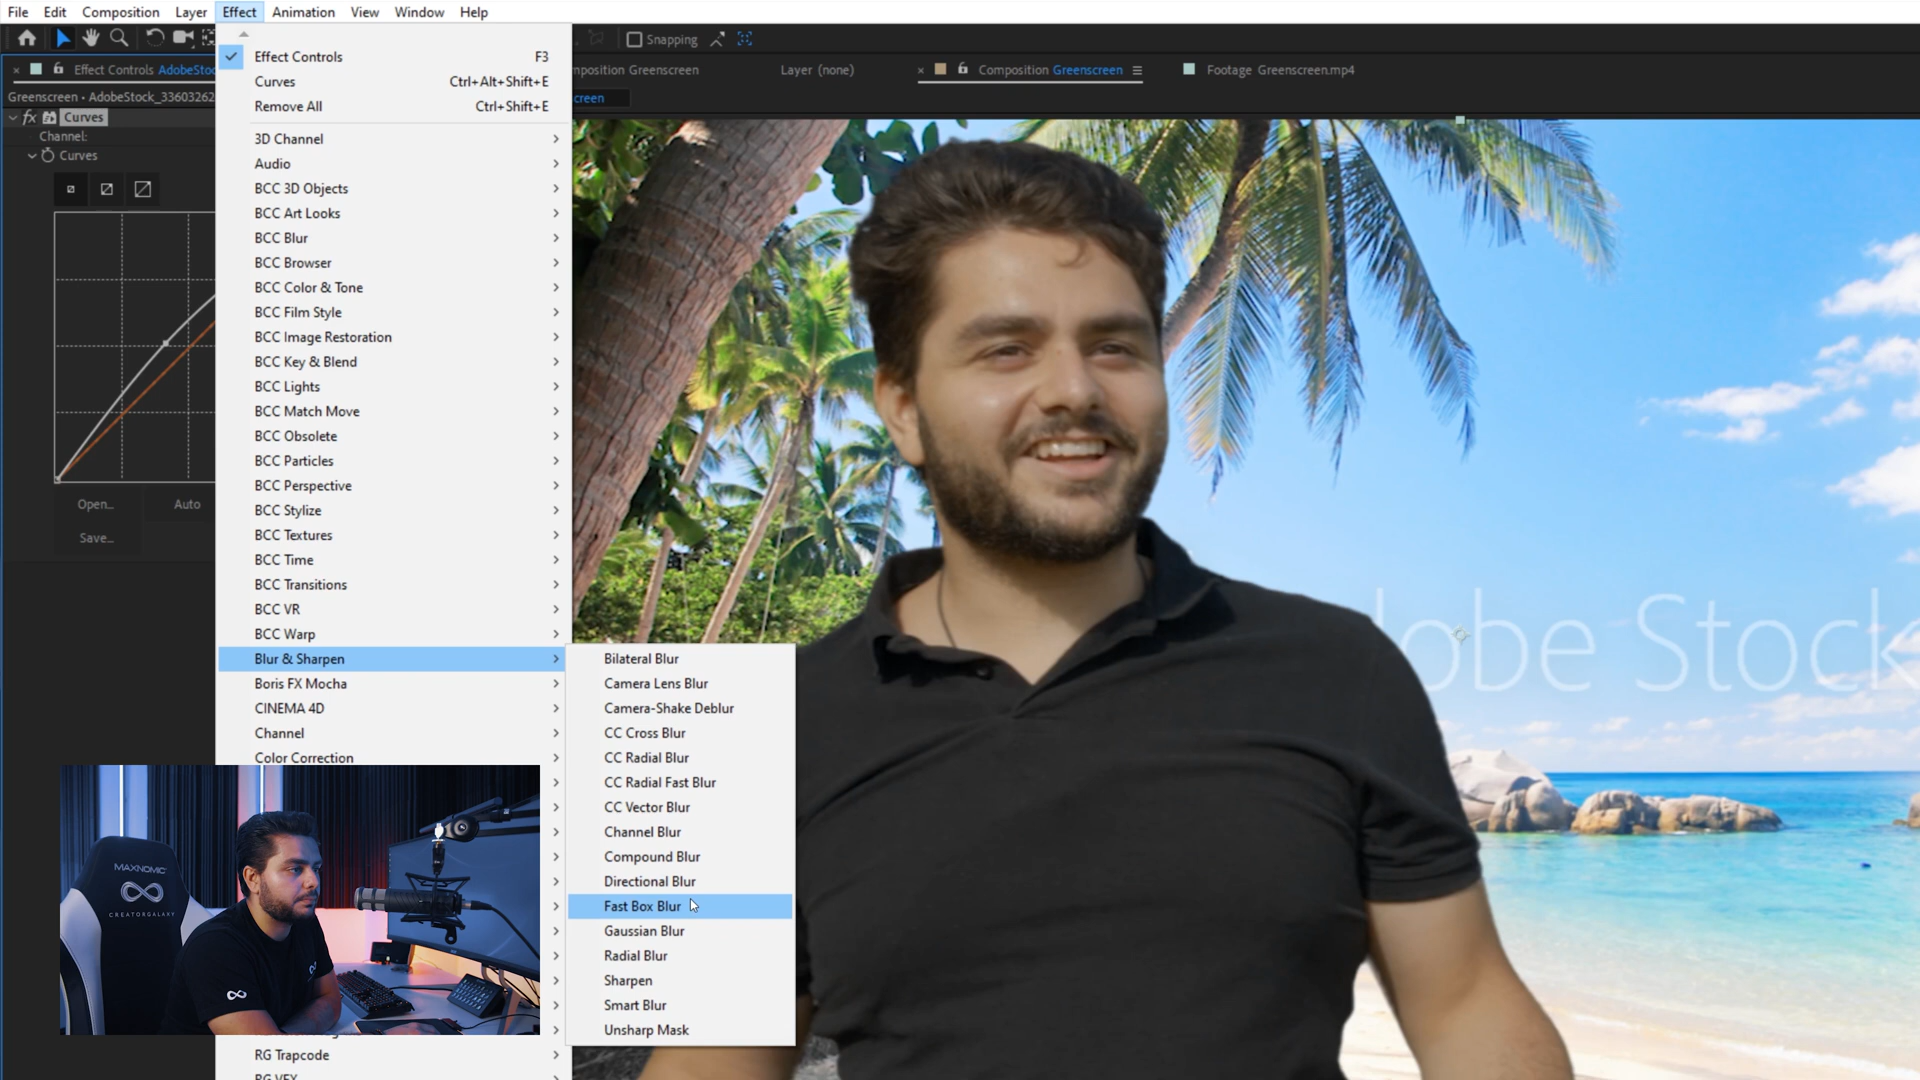 File Edit Composition Layer Effect Animation View Window Help
Snapping
Effect Controls AdobeStoc
Composition Greenscreen
Layer (none)
Composition Greenscreen
Footage Greenscreen.mp4
Greenscreen • AdobeStock_33603262
creen
fx Curves
Channel:
Curves
Open...
Auto
Save...
Effect Controls F3
Curves Ctrl+Alt+Shift+E
Remove All Ctrl+Shift+E
3D Channel
Audio
BCC 3D Objects
BCC Art Looks
BCC Blur
BCC Browser
BCC Color & Tone
BCC Film Style
BCC Image Restoration
BCC Key & Blend
BCC Lights
BCC Match Move
BCC Obsolete
BCC Particles
BCC Perspective
BCC Stylize
BCC Textures
BCC Time
BCC Transitions
BCC VR
BCC Warp
Blur & Sharpen
Boris FX Mocha
CINEMA 4D
Channel
Color Correction
RG Trapcode
RG VFX
Bilateral Blur
Camera Lens Blur
Camera-Shake Deblur
CC Cross Blur
CC Radial Blur
CC Radial Fast Blur
CC Vector Blur
Channel Blur
Compound Blur
Directional Blur
Fast Box Blur
Gaussian Blur
Radial Blur
Sharpen
Smart Blur
Unsharp Mask
dobe Stock
MAXNOMIC
CREATORGALAXY